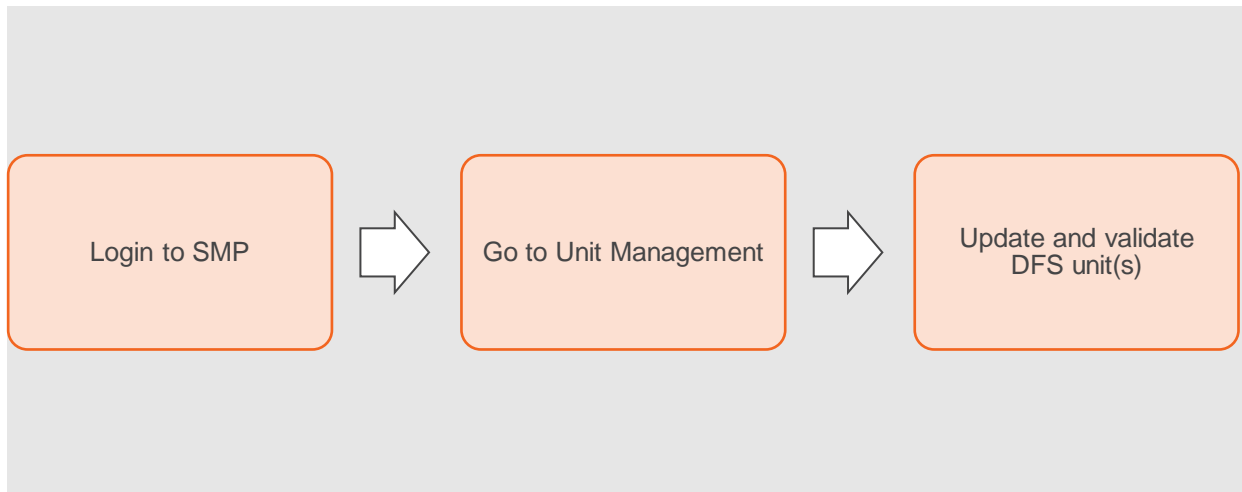 Login to SMP
Go to Unit Management
Update and validate
DFS unit(s)